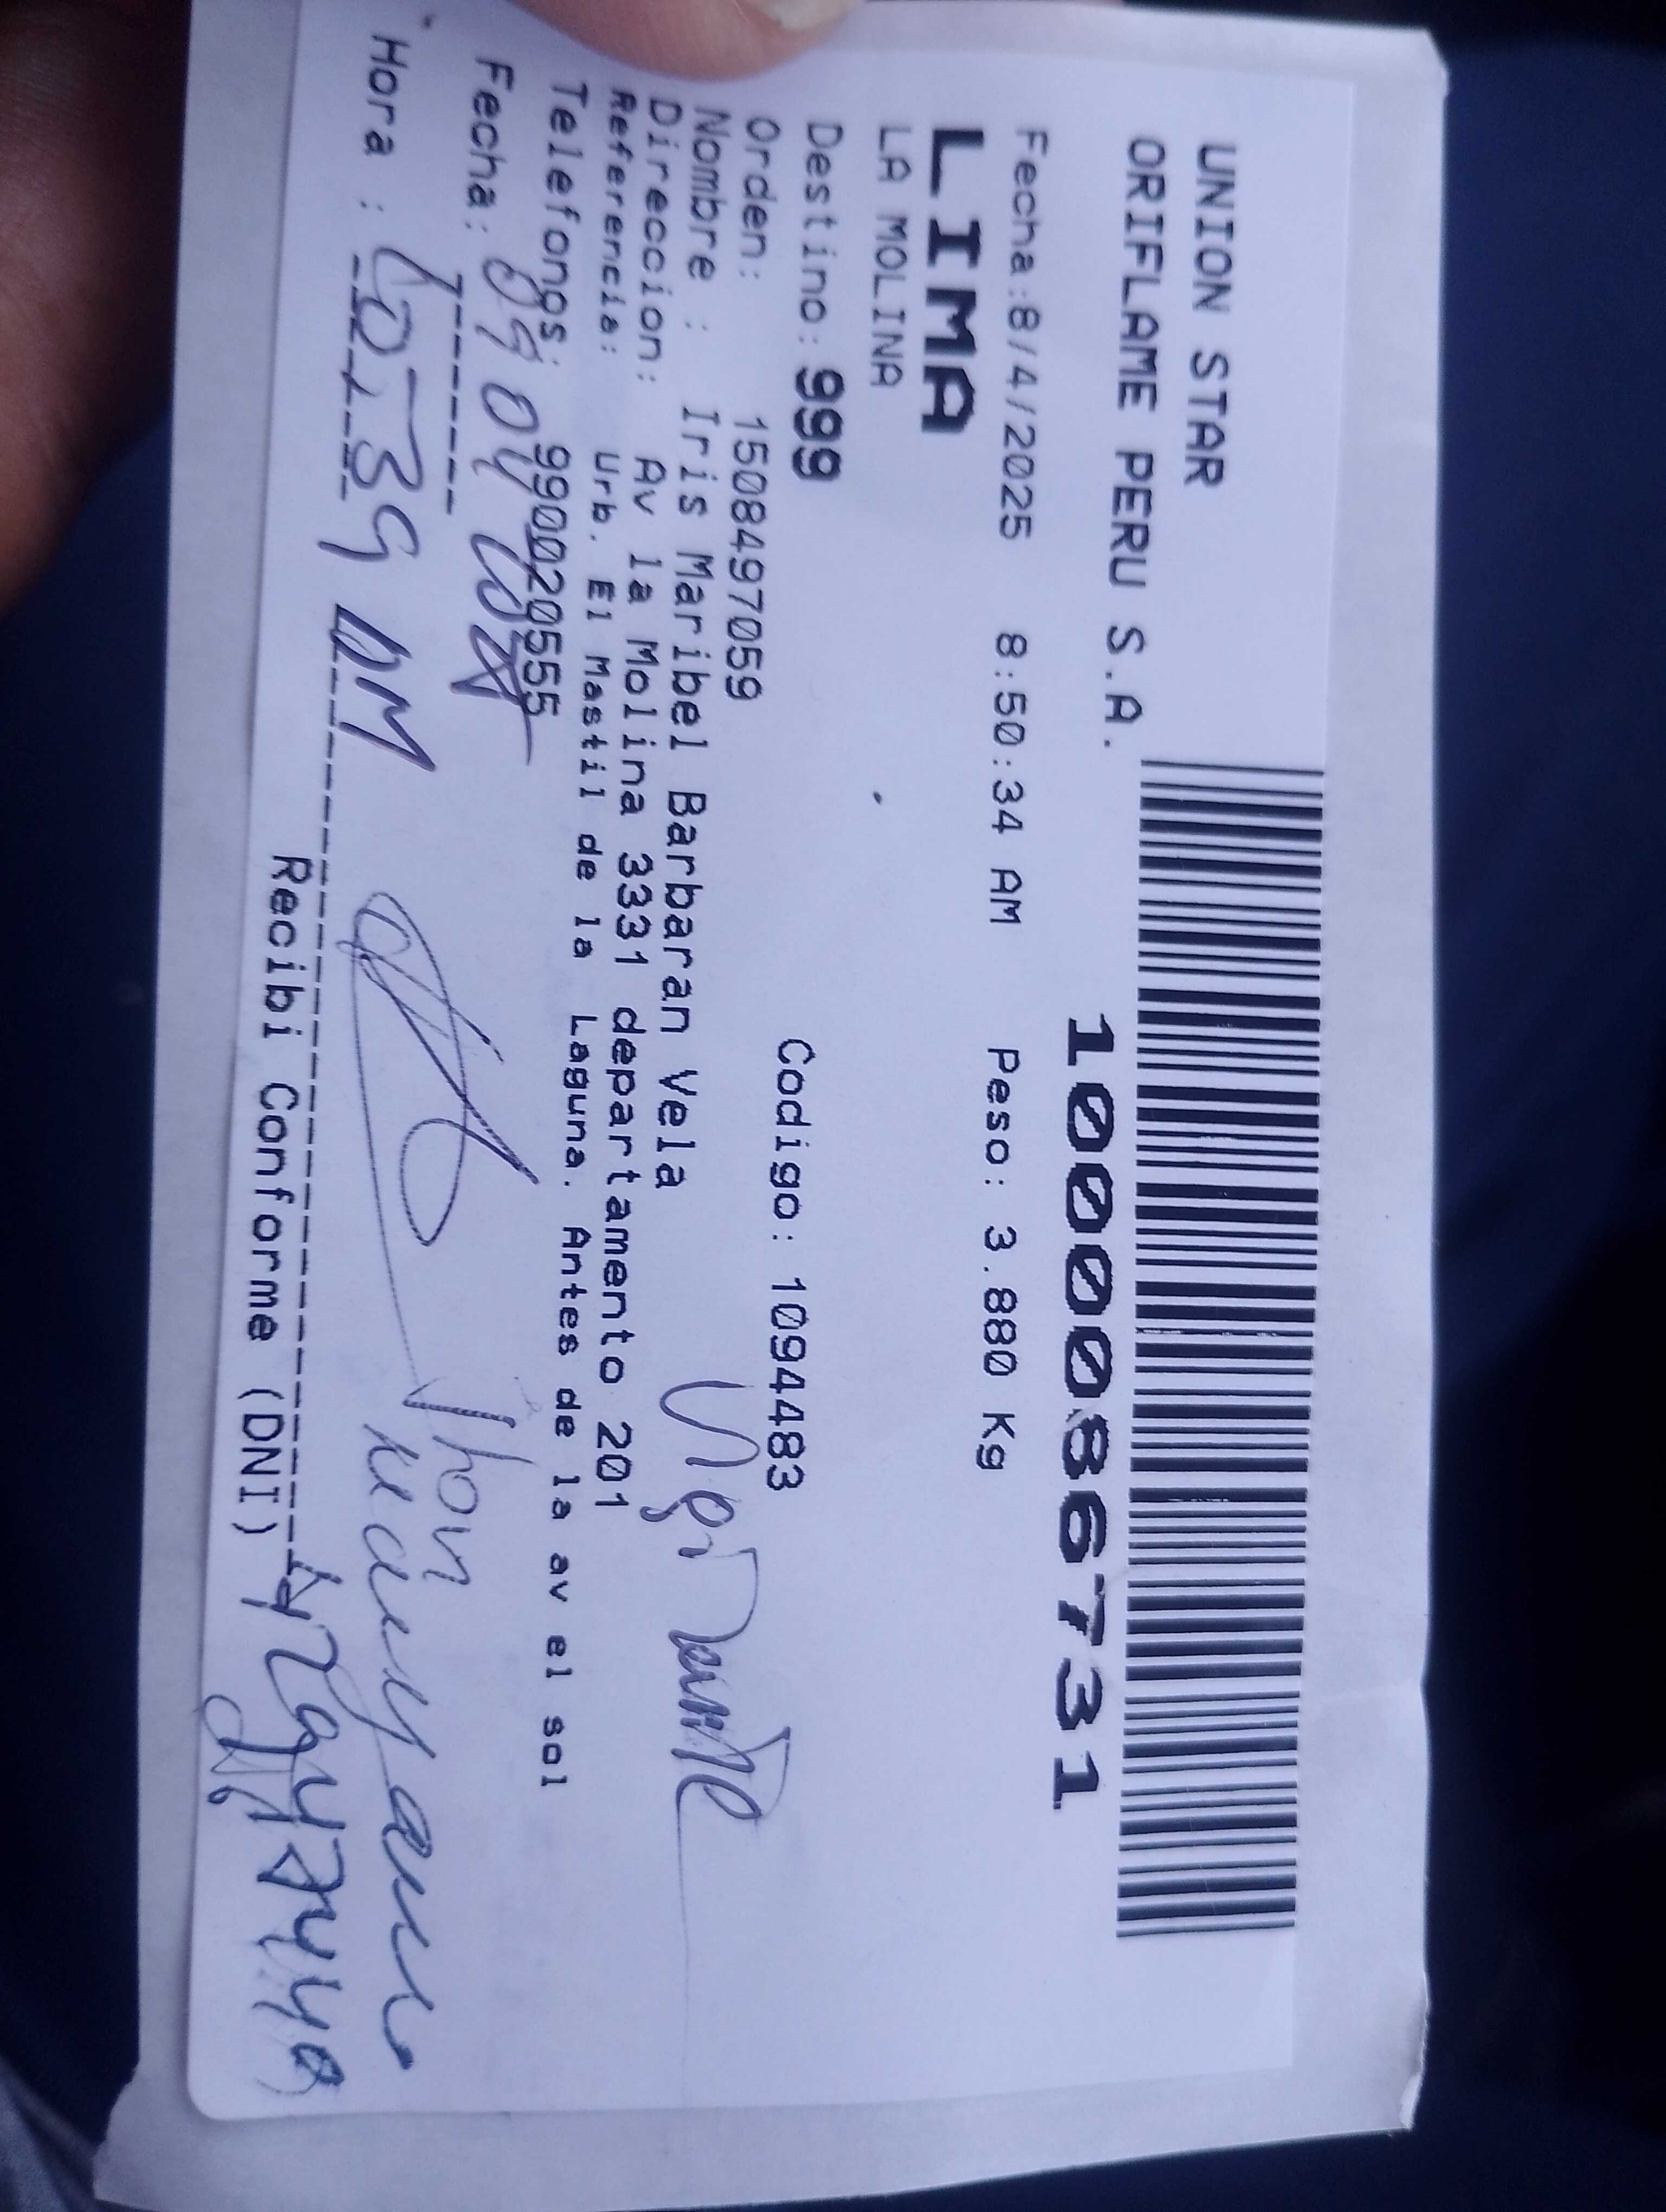 UNION STAR
ORIFLAME PERU S.A.
1000086731
Fecha:8/4/2025 8:50:34 AM Peso: 3.880 Kg
LIMA
LA MOLINA
Destino: 999 Codigo: 1094483
Orden: 1508497059
Nombre : Iris Maribel Barbaran Vela
Direccion: Av la Molina 3331 departamento 201
Referencia: Urb. El Mastil de la Laguna. Antes de la av el sol
Telefonos: 990020555
Fecha: 09 04
Hora : 10:39 AM
Jhon
Recibi Conforme (DNI)